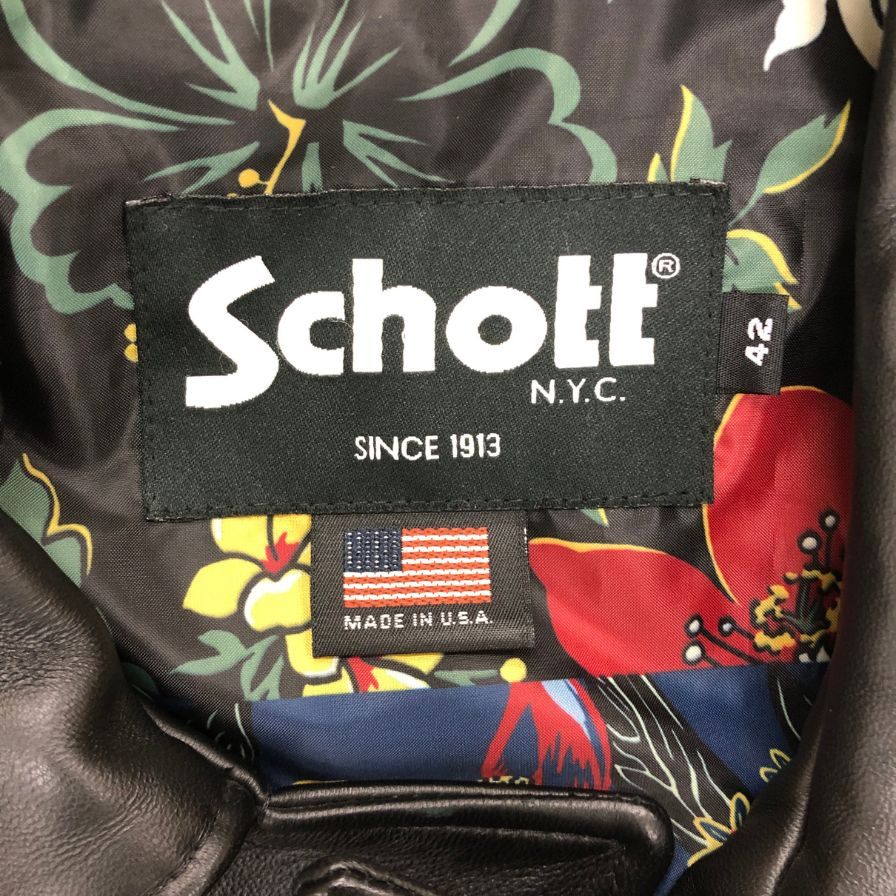 Schott®
N.Y.C.
SINCE 1913
42
MADE IN U.S.A.